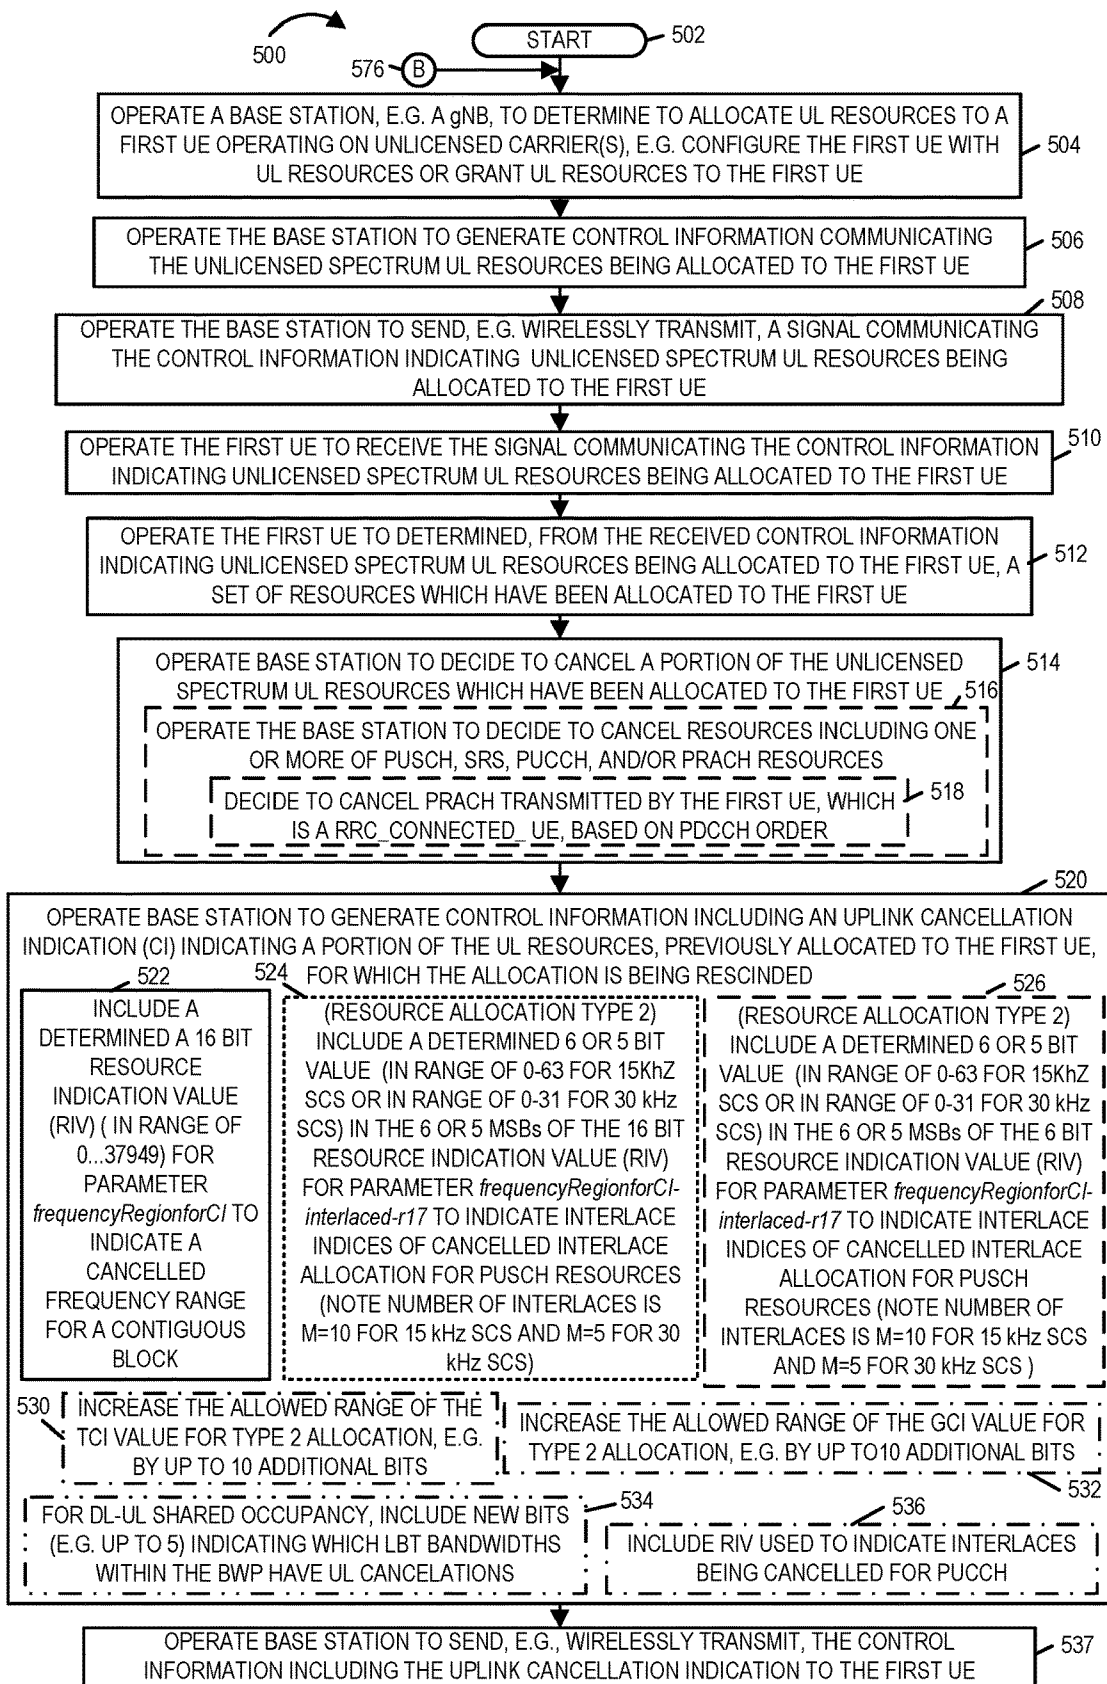 500
START
502
576
B
OPERATE A BASE STATION, E.G. A gNB, TO DETERMINE TO ALLOCATE UL RESOURCES TO A
FIRST UE OPERATING ON UNLICENSED CARRIER(S), E.G. CONFIGURE THE FIRST UE WITH
UL RESOURCES OR GRANT UL RESOURCES TO THE FIRST UE
504
OPERATE THE BASE STATION TO GENERATE CONTROL INFORMATION COMMUNICATING
THE UNLICENSED SPECTRUM UL RESOURCES BEING ALLOCATED TO THE FIRST UE
506
508
OPERATE THE BASE STATION TO SEND, E.G. WIRELESSLY TRANSMIT, A SIGNAL COMMUNICATING
THE CONTROL INFORMATION INDICATING UNLICENSED SPECTRUM UL RESOURCES BEING
ALLOCATED TO THE FIRST UE
OPERATE THE FIRST UE TO RECEIVE THE SIGNAL COMMUNICATING THE CONTROL INFORMATION
INDICATING UNLICENSED SPECTRUM UL RESOURCES BEING ALLOCATED TO THE FIRST UE
510
OPERATE THE FIRST UE TO DETERMINED, FROM THE RECEIVED CONTROL INFORMATION
INDICATING UNLICENSED SPECTRUM UL RESOURCES BEING ALLOCATED TO THE FIRST UE, A
SET OF RESOURCES WHICH HAVE BEEN ALLOCATED TO THE FIRST UE
512
OPERATE BASE STATION TO DECIDE TO CANCEL A PORTION OF THE UNLICENSED
SPECTRUM UL RESOURCES WHICH HAVE BEEN ALLOCATED TO THE FIRST UE
514
516
OPERATE THE BASE STATION TO DECIDE TO CANCEL RESOURCES INCLUDING ONE
OR MORE OF PUSCH, SRS, PUCCH, AND/OR PRACH RESOURCES
DECIDE TO CANCEL PRACH TRANSMITTED BY THE FIRST UE, WHICH
IS A RRC_CONNECTED_ UE, BASED ON PDCCH ORDER
518
520
OPERATE BASE STATION TO GENERATE CONTROL INFORMATION INCLUDING AN UPLINK CANCELLATION
INDICATION (CI) INDICATING A PORTION OF THE UL RESOURCES, PREVIOUSLY ALLOCATED TO THE FIRST UE,
FOR WHICH THE ALLOCATION IS BEING RESCINDED
522
INCLUDE A
DETERMINED A 16 BIT
RESOURCE
INDICATION VALUE
(RIV) ( IN RANGE OF
0...37949) FOR
PARAMETER
frequencyRegionforCI TO
INDICATE A
CANCELLED
FREQUENCY RANGE
FOR A CONTIGUOUS
BLOCK
524
(RESOURCE ALLOCATION TYPE 2)
INCLUDE A DETERMINED 6 OR 5 BIT
VALUE (IN RANGE OF 0-63 FOR 15KhZ
SCS OR IN RANGE OF 0-31 FOR 30 kHz
SCS) IN THE 6 OR 5 MSBs OF THE 16 BIT
RESOURCE INDICATION VALUE (RIV)
FOR PARAMETER frequencyRegionforCI-
interlaced-r17 TO INDICATE INTERLACE
INDICES OF CANCELLED INTERLACE
ALLOCATION FOR PUSCH RESOURCES
(NOTE NUMBER OF INTERLACES IS
M=10 FOR 15 kHz SCS AND M=5 FOR 30
kHz SCS)
526
(RESOURCE ALLOCATION TYPE 2)
INCLUDE A DETERMINED 6 OR 5 BIT
VALUE (IN RANGE OF 0-63 FOR 15KhZ
SCS OR IN RANGE OF 0-31 FOR 30 kHz
SCS) IN THE 6 OR 5 MSBs OF THE 6 BIT
RESOURCE INDICATION VALUE (RIV)
FOR PARAMETER frequencyRegionforCI-
interlaced-r17 TO INDICATE INTERLACE
INDICES OF CANCELLED INTERLACE
ALLOCATION FOR PUSCH
RESOURCES (NOTE NUMBER OF
INTERLACES IS M=10 FOR 15 kHz SCS
AND M=5 FOR 30 kHz SCS )
530
INCREASE THE ALLOWED RANGE OF THE
TCI VALUE FOR TYPE 2 ALLOCATION, E.G.
BY UP TO 10 ADDITIONAL BITS
INCREASE THE ALLOWED RANGE OF THE GCI VALUE FOR
TYPE 2 ALLOCATION, E.G. BY UP TO10 ADDITIONAL BITS
532
FOR DL-UL SHARED OCCUPANCY, INCLUDE NEW BITS
(E.G. UP TO 5) INDICATING WHICH LBT BANDWIDTHS
WITHIN THE BWP HAVE UL CANCELATIONS
534
536
INCLUDE RIV USED TO INDICATE INTERLACES
BEING CANCELLED FOR PUCCH
OPERATE BASE STATION TO SEND, E.G., WIRELESSLY TRANSMIT, THE CONTROL
INFORMATION INCLUDING THE UPLINK CANCELLATION INDICATION TO THE FIRST UE
537